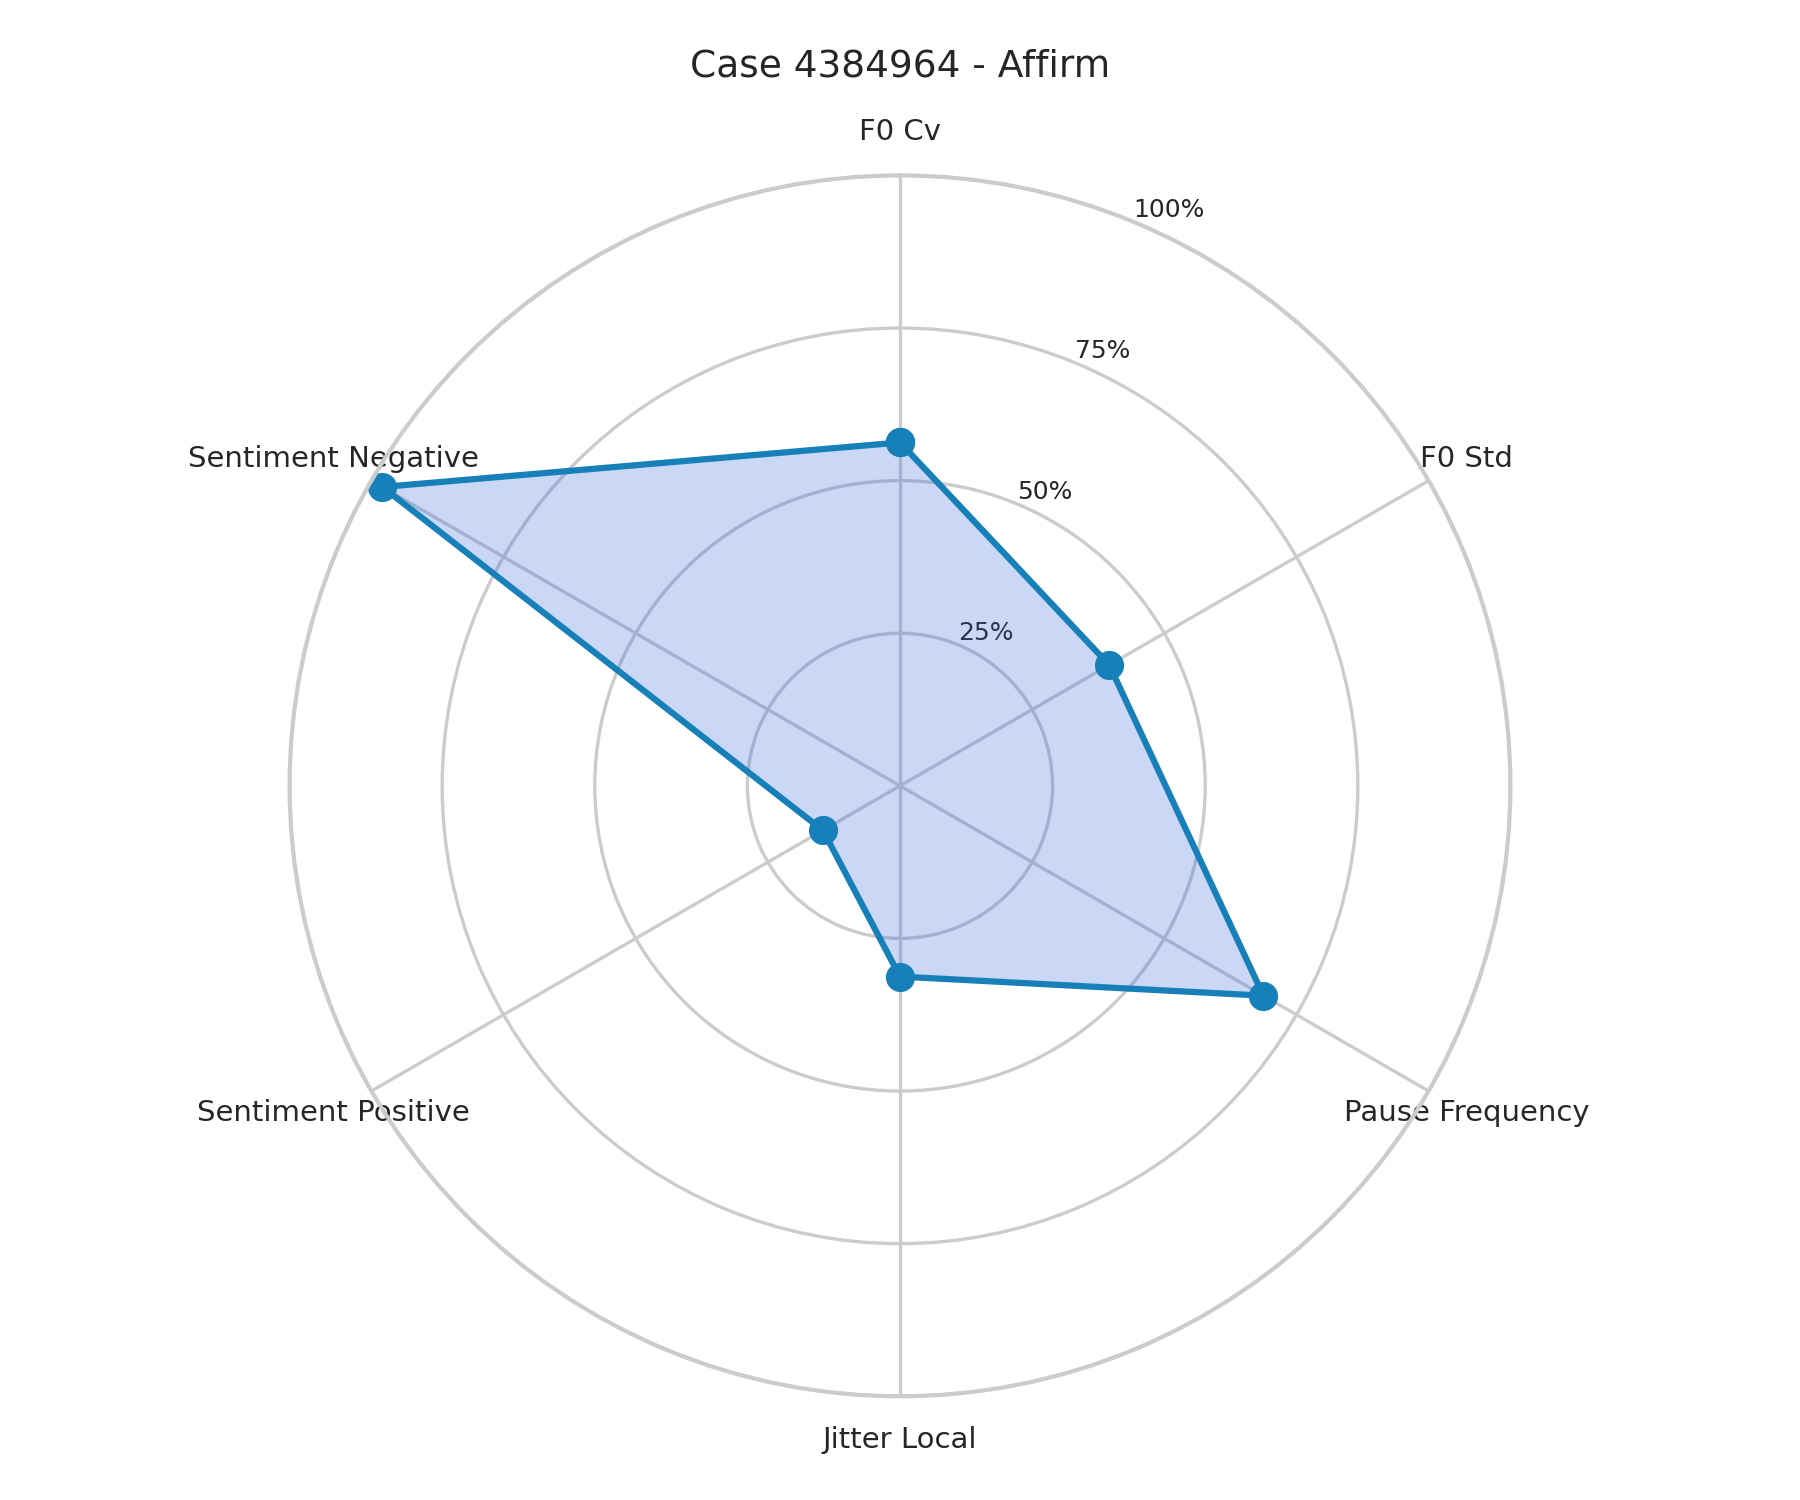 Case 4384964 - Affirm
F0 Cv
100%
75%
Sentiment Negative
F0 Std
50%
25%
Sentiment Positive
Pause Frequency
Jitter Local